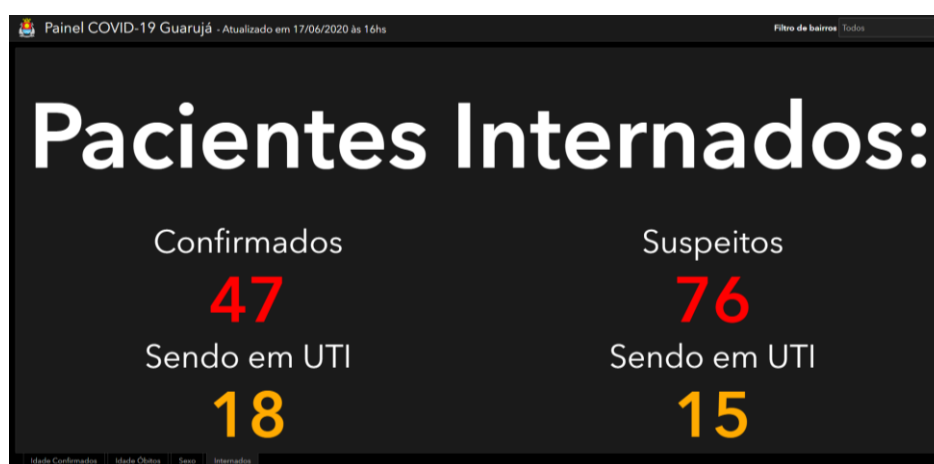 Painel COVID-19 Guarujá - Atualizado em 17/06/2020 às 16hs
Filtro de bairros Todos
Pacientes Internados:
Confirmados
Suspeitos
47
76
Sendo em UTI
Sendo em UTI
18
15
Idade Confirmados Idade Óbitos Sexo Internados